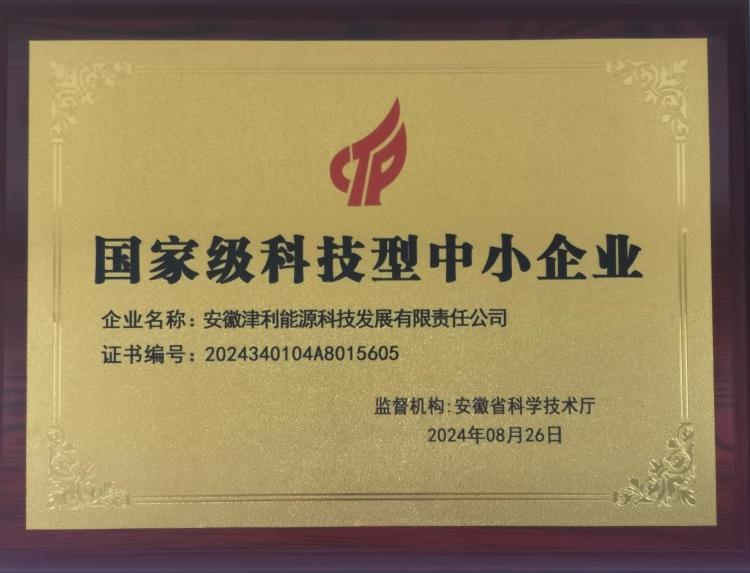 CTP
国家级科技型中小企业
企业名称：安徽津利能源科技发展有限责任公司
证书编号：2024340104A8015605
监督机构:安徽省科学技术厅
2024年08月26日